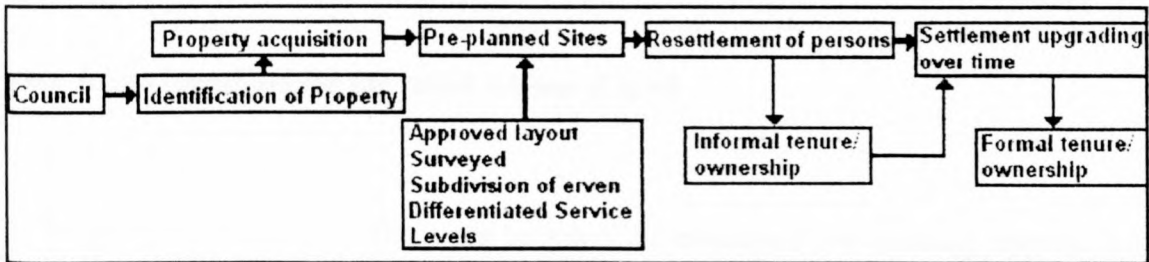 Council
Identification of Property
Property acquisition
Pre-planned Sites
Approved layout
Surveyed
Subdivision of erven
Differentiated Service
Levels
Resettlement of persons
Informal tenure/
ownership
Settlement upgrading
over time
Formal tenure/
ownership